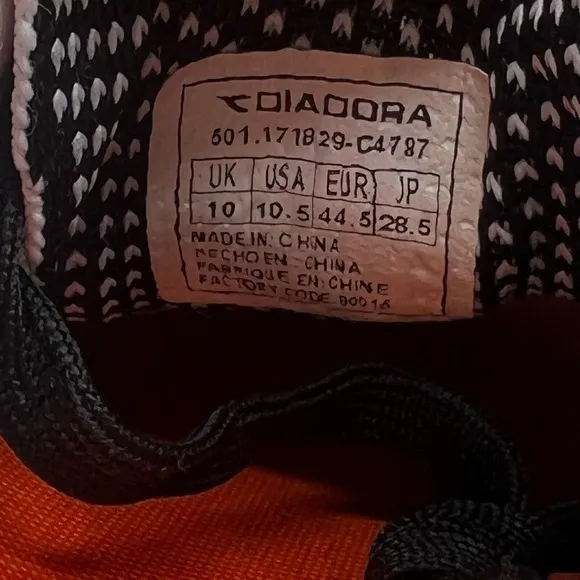 DIADORA
501.171829-C4787
UK USA EUR JP
10 10.5 44.5 28.5
MADE IN: CHINA
HECHO EN: CHINA
FABRIQUE EN: CHINE
FACTORY CODE: 80016